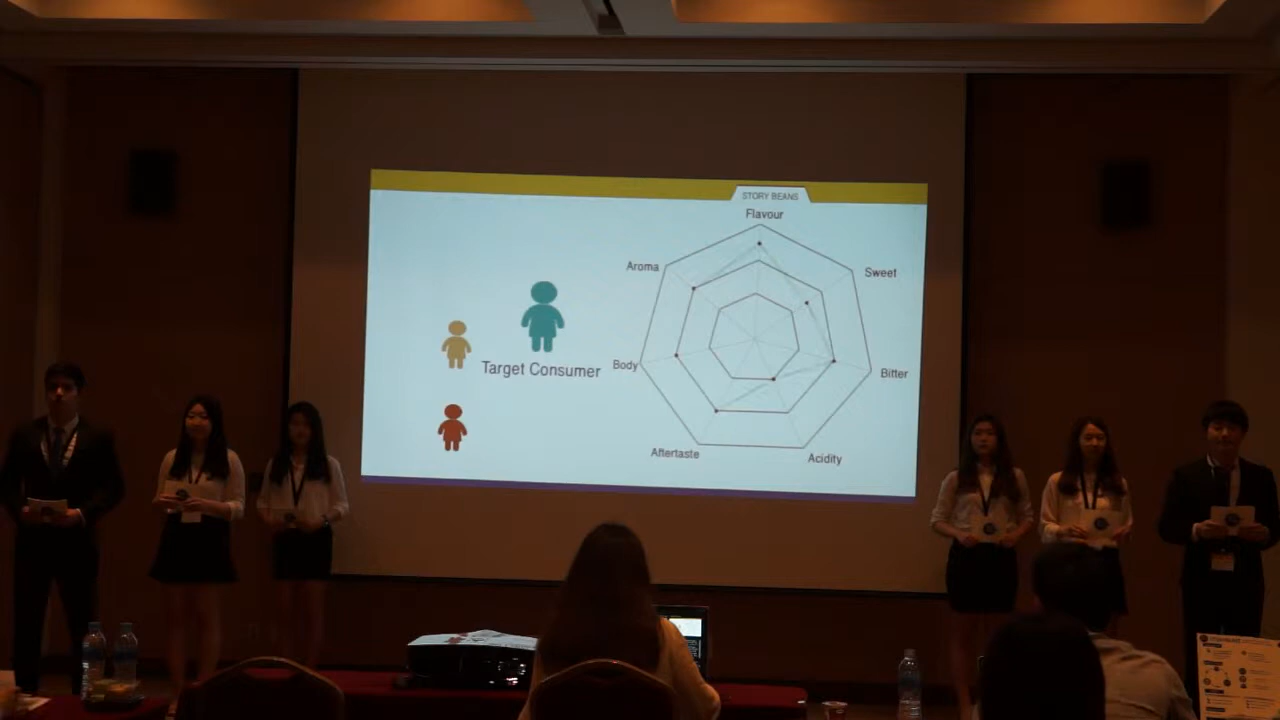 STORY BEANS
Flavour
Aroma
Sweet
Target Consumer
Body
Bitter
Aftertaste
Acidity